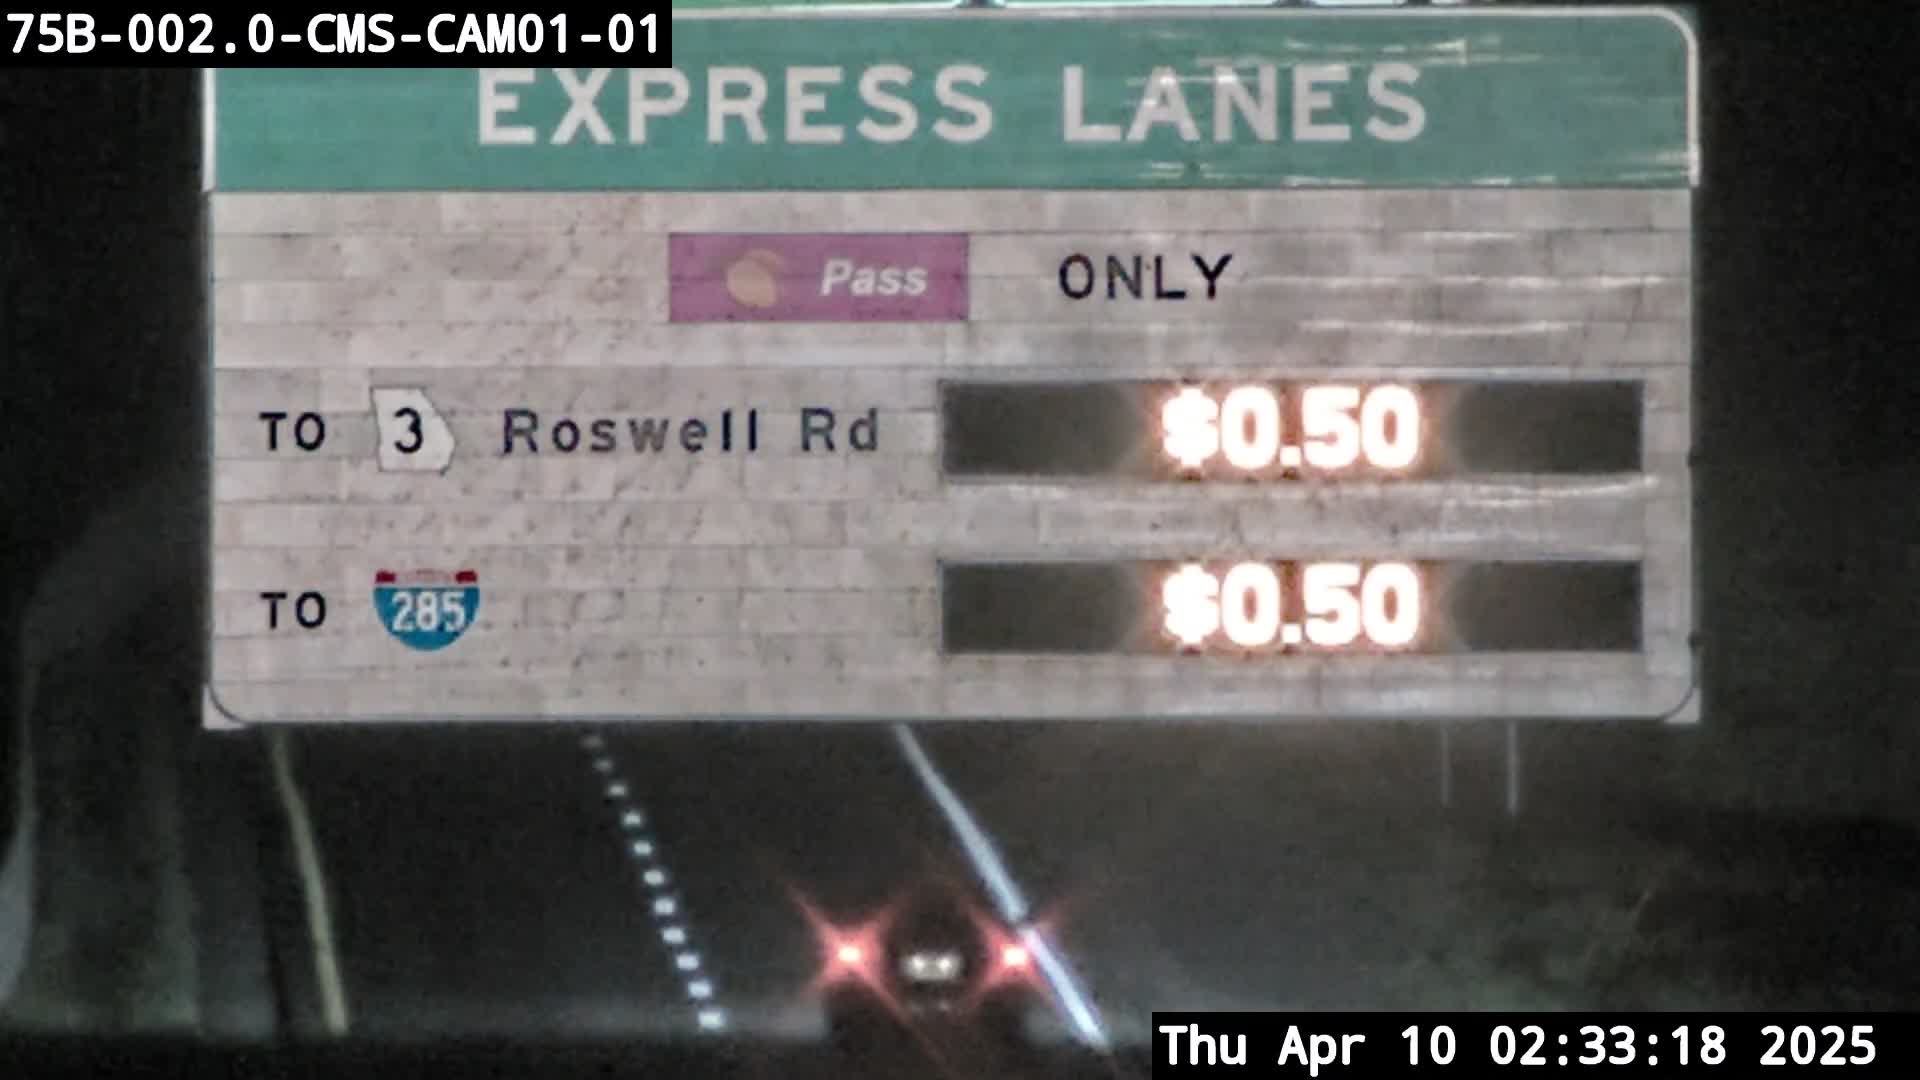 75B-002.0-CMS-CAM01-01
EXPRESS LANES
Pass ONLY
TO 3 Roswell Rd $0.50
TO 285 $0.50
Thu Apr 10 02:33:18 2025